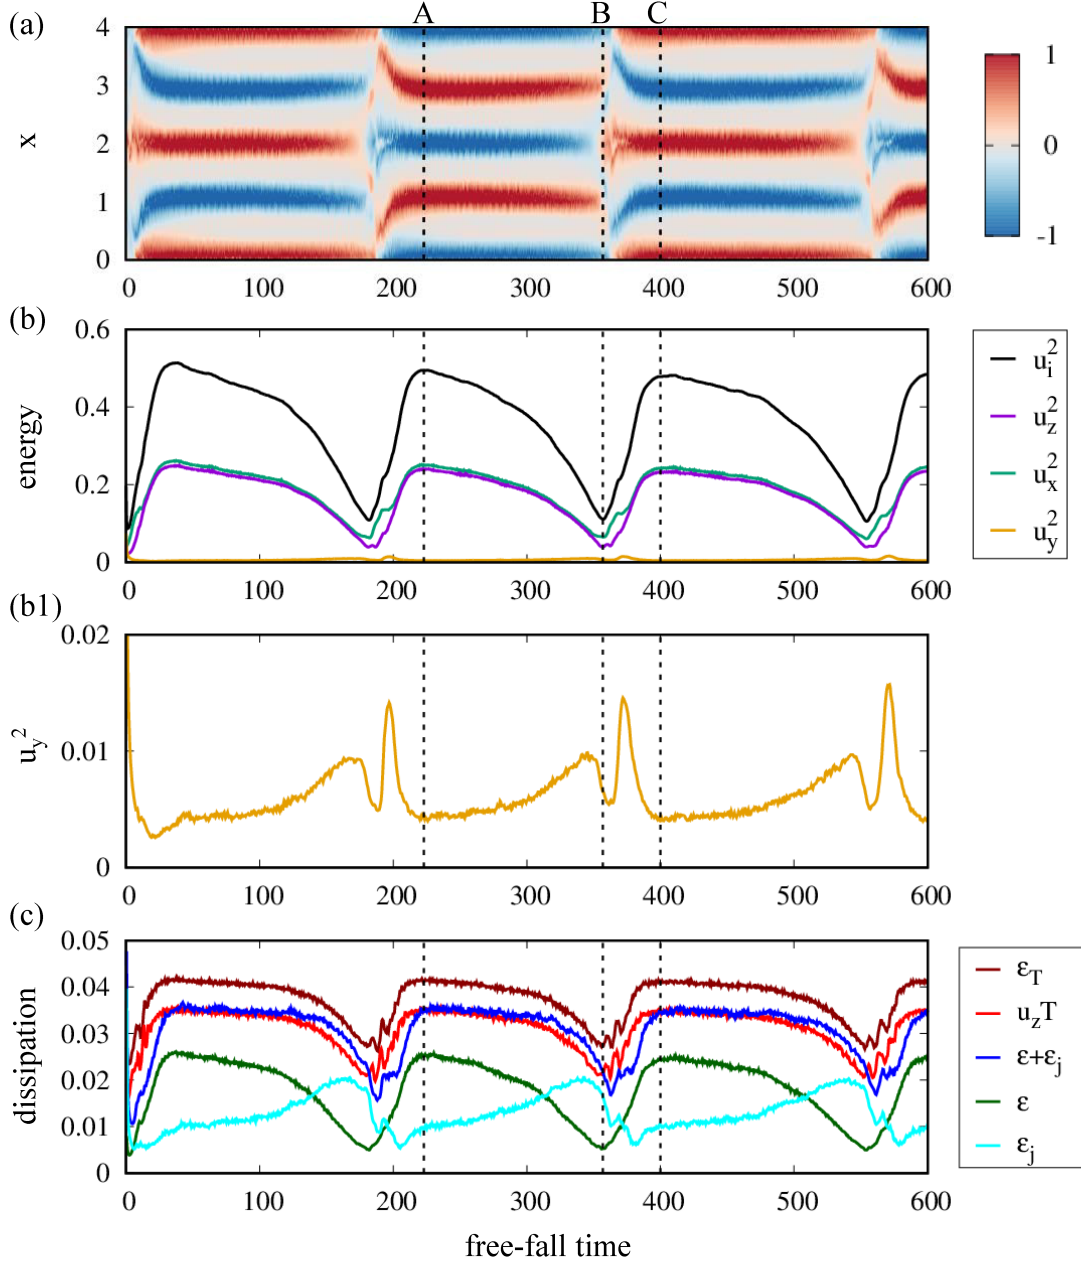 A B C
(a)
4
3
x
2
1
0
0 100 200 300 400 500 600
1
0
-1
(b)
0.6
energy
0.4
0.2
0
0 100 200 300 400 500 600
u_i^2
u_z^2
u_x^2
u_y^2
(b1)
0.02
u_y^2
0.01
0
0 100 200 300 400 500 600
(c)
0.05
0.04
dissipation
0.03
0.02
0.01
0
0 100 200 300 400 500 600
free-fall time
ε_T
u_zT
ε+ε_j
ε
ε_j